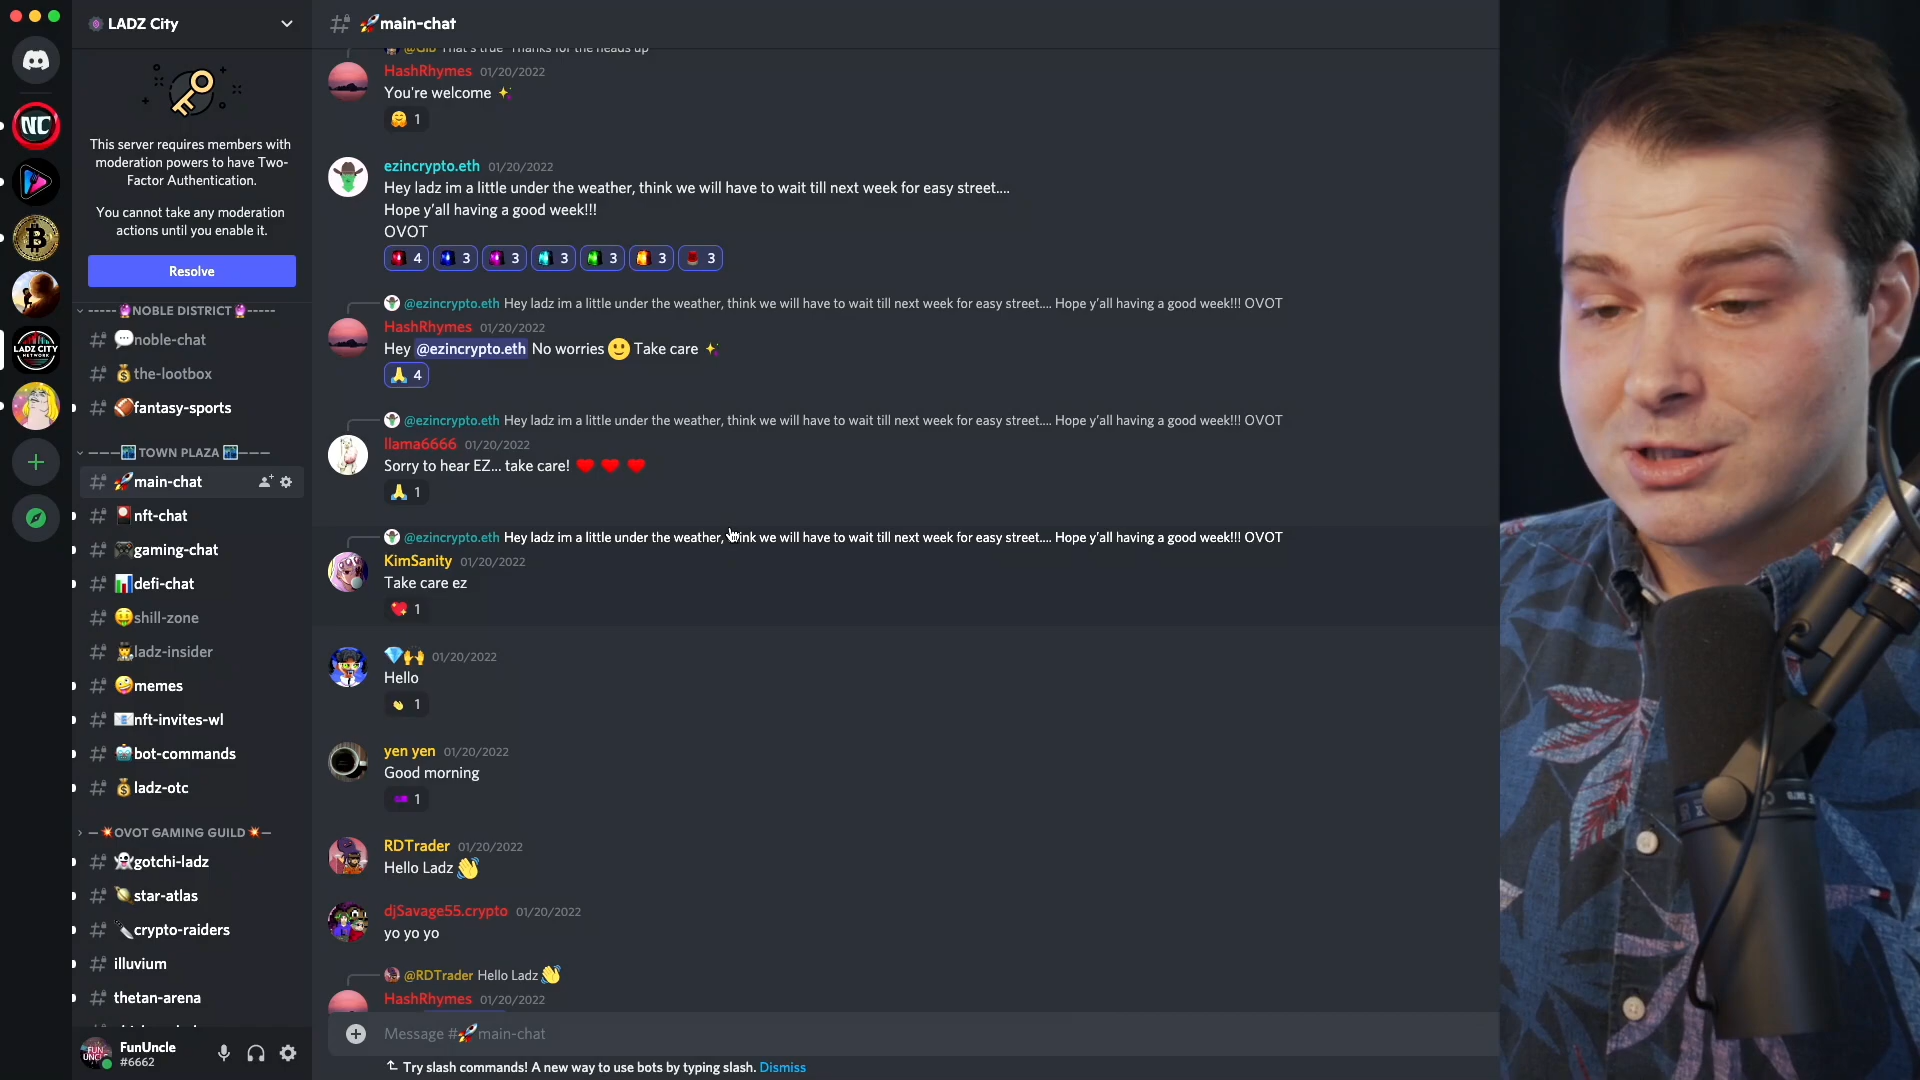 LADZ City
This server requires members with
moderation powers to have Two-
Factor Authentication.
You cannot take any moderation
actions until you enable it.
Resolve
NC
LADZ CITY
NETWORK
-----🔮NOBLE DISTRICT🔮-----
💬noble-chat
💰the-lootbox
🏈fantasy-sports
———🌃TOWN PLAZA🌃———
🚀main-chat
🎴nft-chat
🎮gaming-chat
📊defi-chat
🤑shill-zone
🕵ladz-insider
🤪memes
📧nft-invites-wl
🤖bot-commands
💰ladz-otc
—💥OVOT GAMING GUILD💥—
👻gotchi-ladz
🪐star-atlas
🔪crypto-raiders
illuvium
thetan-arena
FunUncle
#6662
🚀main-chat
@Gib That's true Thanks for the heads up
HashRhymes 01/20/2022
You're welcome ✨
🤗 1
ezincrypto.eth 01/20/2022
Hey ladz im a little under the weather, think we will have to wait till next week for easy street....
Hope y'all having a good week!!!
OVOT
4 3 3 3 3 3 3
@ezincrypto.eth Hey ladz im a little under the weather, think we will have to wait till next week for easy street.... Hope y'all having a good week!!! OVOT
HashRhymes 01/20/2022
Hey @ezincrypto.eth No worries 🙂 Take care ✨
🙏 4
@ezincrypto.eth Hey ladz im a little under the weather, think we will have to wait till next week for easy street.... Hope y'all having a good week!!! OVOT
llama6666 01/20/2022
Sorry to hear EZ... take care! ❤️ ❤️ ❤️
🙏 1
@ezincrypto.eth Hey ladz im a little under the weather, think we will have to wait till next week for easy street.... Hope y'all having a good week!!! OVOT
KimSanity 01/20/2022
Take care ez
💖 1
💎🙌 01/20/2022
Hello
👋 1
yen yen 01/20/2022
Good morning
1
RDTrader 01/20/2022
Hello Ladz 👋
djSavage55.crypto 01/20/2022
yo yo yo
@RDTrader Hello Ladz 👋
HashRhymes 01/20/2022
Message #🚀main-chat
Try slash commands! A new way to use bots by typing slash. Dismiss